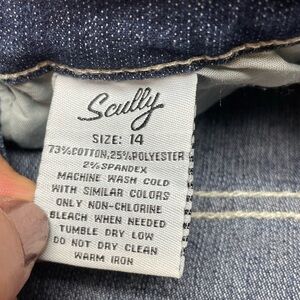 Scully
SIZE: 14
73%COTTON,25%POLYESTER
2%SPANDEX
MACHINE WASH COLD
WITH SIMILAR COLORS
ONLY NON-CHLORINE
BLEACH WHEN NEEDED
TUMBLE DRY LOW
DO NOT DRY CLEAN
WARM IRON